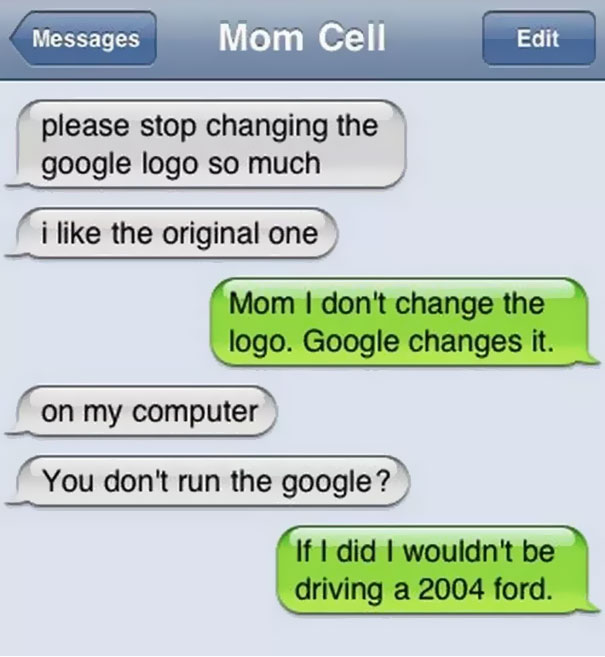 Messages
Mom Cell
Edit
please stop changing the
google logo so much
i like the original one
Mom I don't change the
logo. Google changes it.
on my computer
You don't run the google?
If I did I wouldn't be
driving a 2004 ford.